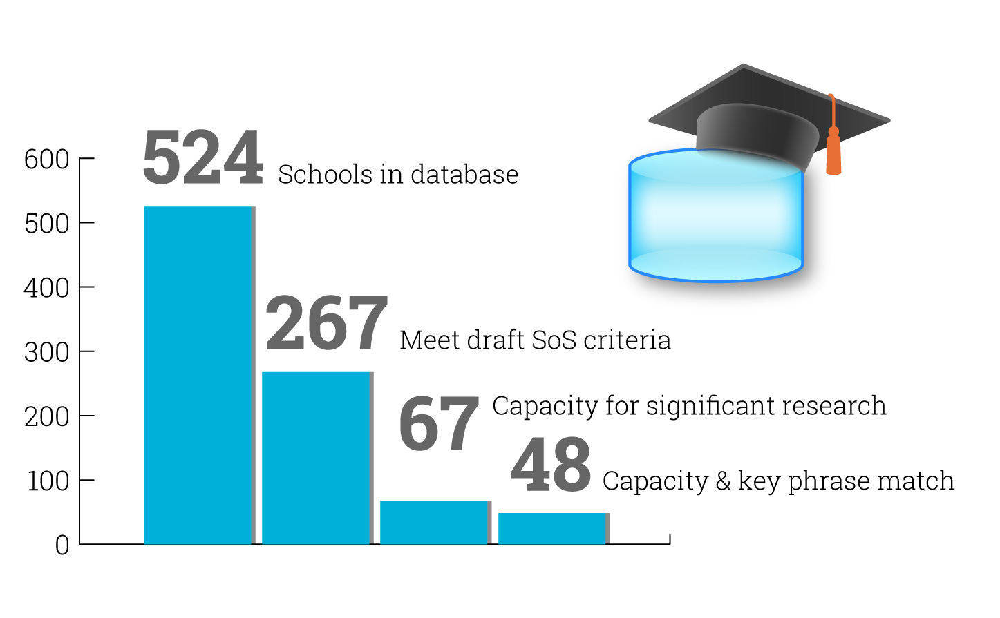 524 Schools in database
267 Meet draft SoS criteria
67 Capacity for significant research
48 Capacity & key phrase match
600
500
400
300
200
100
0